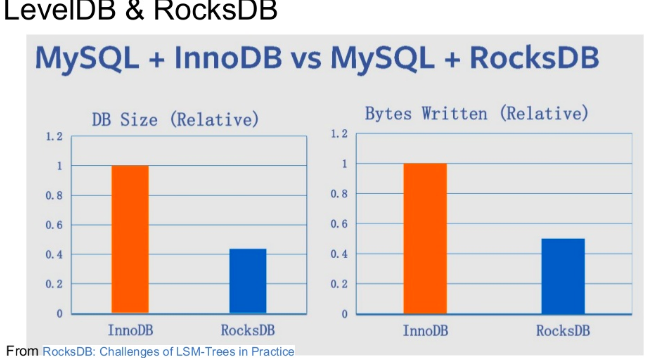 LevelDB & RocksDB
MySQL + InnoDB vs MySQL + RocksDB
DB Size (Relative)
1.2
1
0.8
0.6
0.4
0.2
0
InnoDB
RocksDB
Bytes Written (Relative)
1.2
1
0.8
0.6
0.4
0.2
0
InnoDB
RocksDB
From RocksDB: Challenges of LSM-Trees in Practice